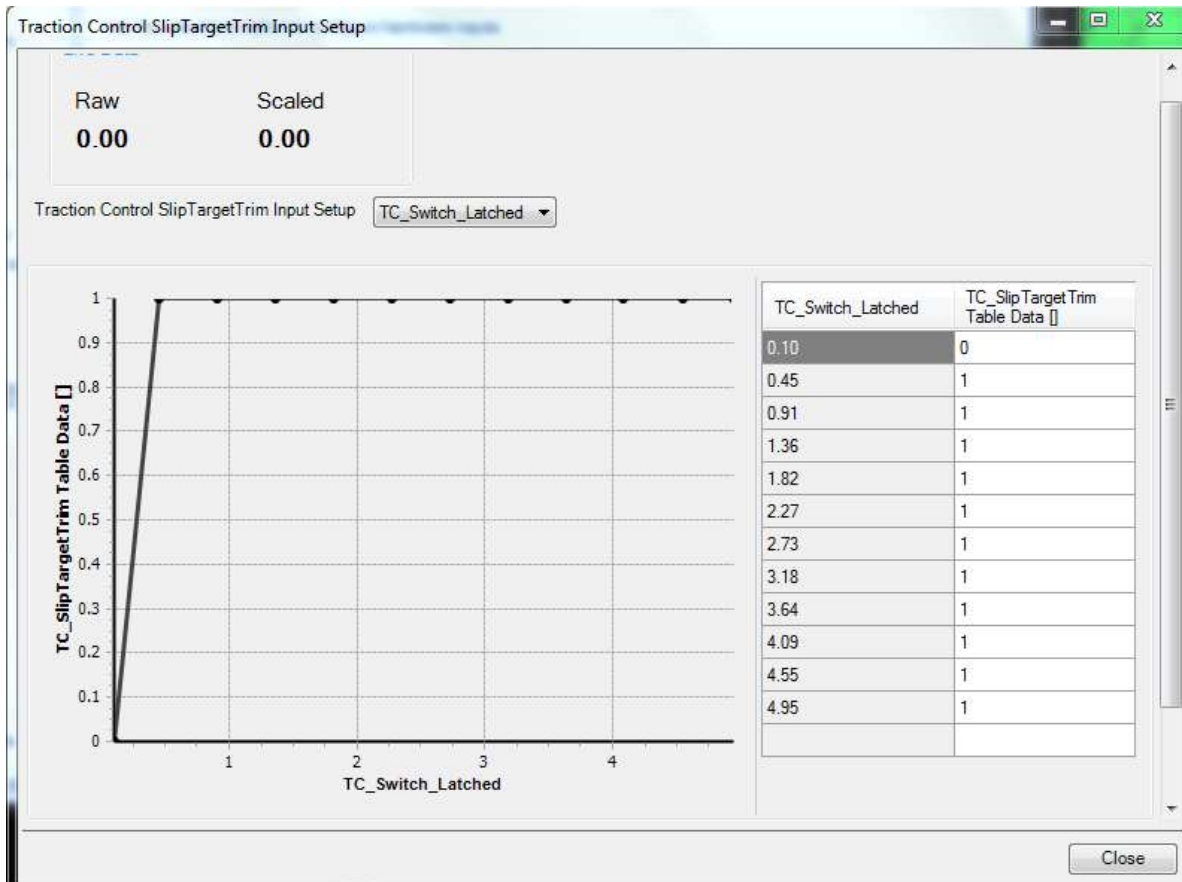 Traction Control SlipTargetTrim Input Setup
Raw Scaled
0.00 0.00
Traction Control SlipTargetTrim Input Setup TC_Switch_Latched
TC_SlipTargetTrim Table Data []
1
0.9
0.8
0.7
0.6
0.5
0.4
0.3
0.2
0.1
0
1 2 3 4
TC_Switch_Latched
TC_Switch_Latched TC_SlipTargetTrim
Table Data []
0.10 0
0.45 1
0.91 1
1.36 1
1.82 1
2.27 1
2.73 1
3.18 1
3.64 1
4.09 1
4.55 1
4.95 1
Close